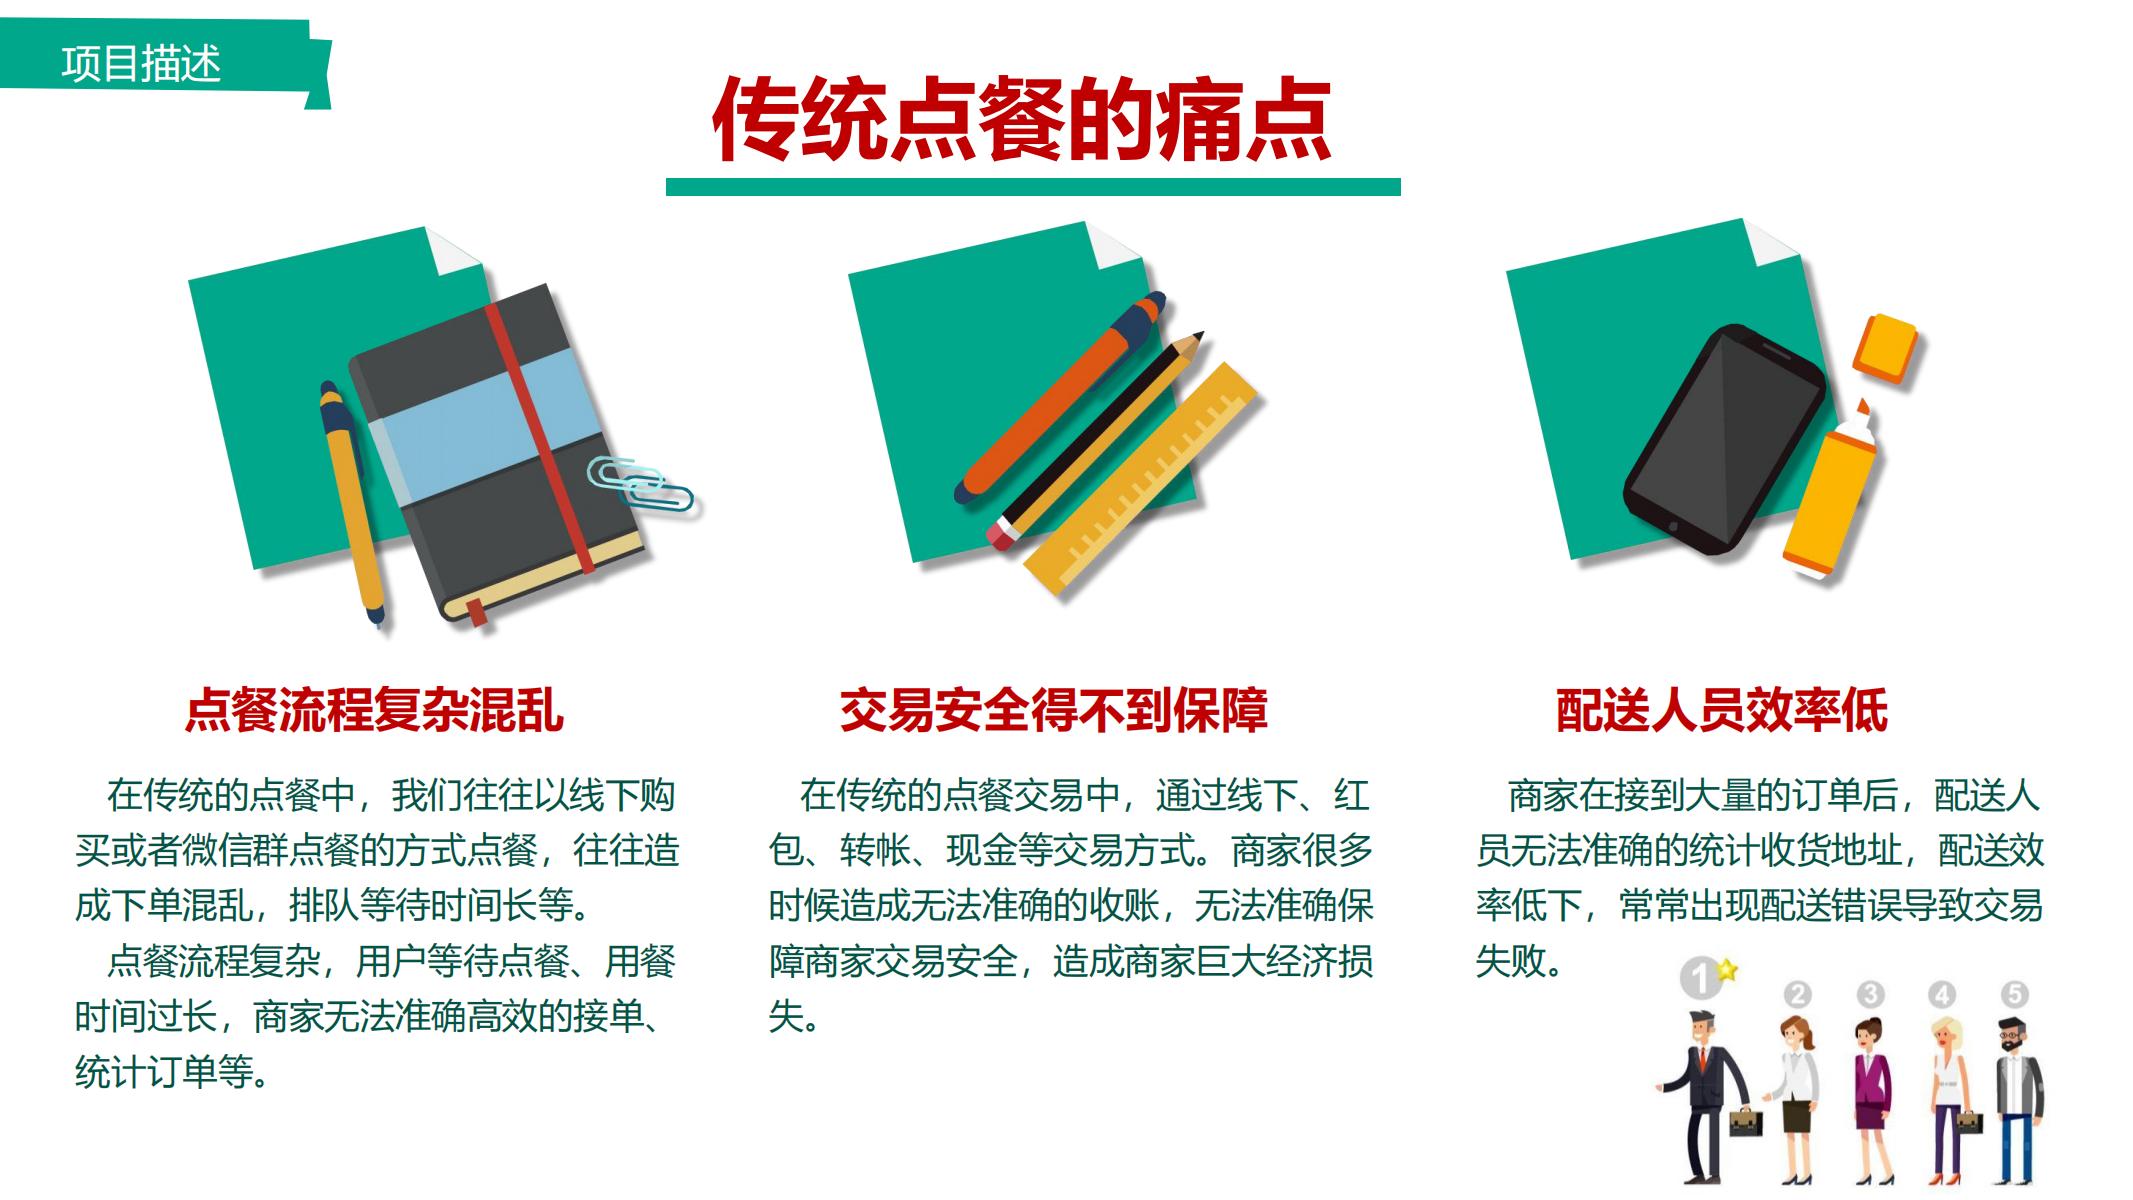 项目描述
传统点餐的痛点
点餐流程复杂混乱
在传统的点餐中，我们往往以线下购
买或者微信群点餐的方式点餐，往往造
成下单混乱，排队等待时间长等。
点餐流程复杂，用户等待点餐、用餐
时间过长，商家无法准确高效的接单、
统计订单等。
交易安全得不到保障
在传统的点餐交易中，通过线下、红
包、转帐、现金等交易方式。商家很多
时候造成无法准确的收账，无法准确保
障商家交易安全，造成商家巨大经济损
失。
配送人员效率低
商家在接到大量的订单后，配送人
员无法准确的统计收货地址，配送效
率低下，常常出现配送错误导致交易
失败。
1 2 3 4 5